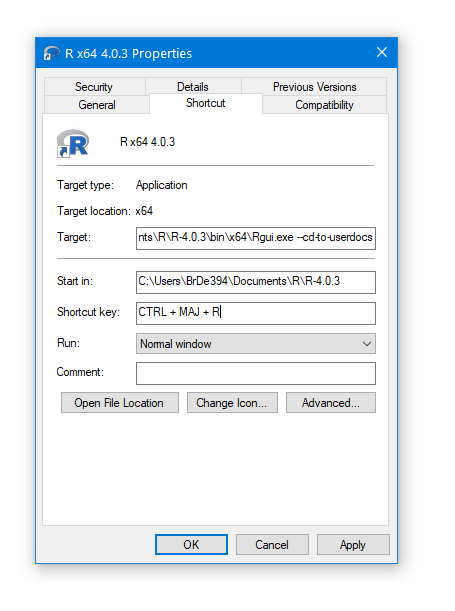 R x64 4.0.3 Properties
Security Details Previous Versions
General Shortcut Compatibility
R x64 4.0.3
Target type: Application
Target location: x64
Target: nts\R\R-4.0.3\bin\x64\Rgui.exe --cd-to-userdocs
Start in: C:\Users\BrDe394\Documents\R\R-4.0.3
Shortcut key: CTRL + MAJ + R
Run: Normal window
Comment:
Open File Location Change Icon... Advanced...
OK Cancel Apply